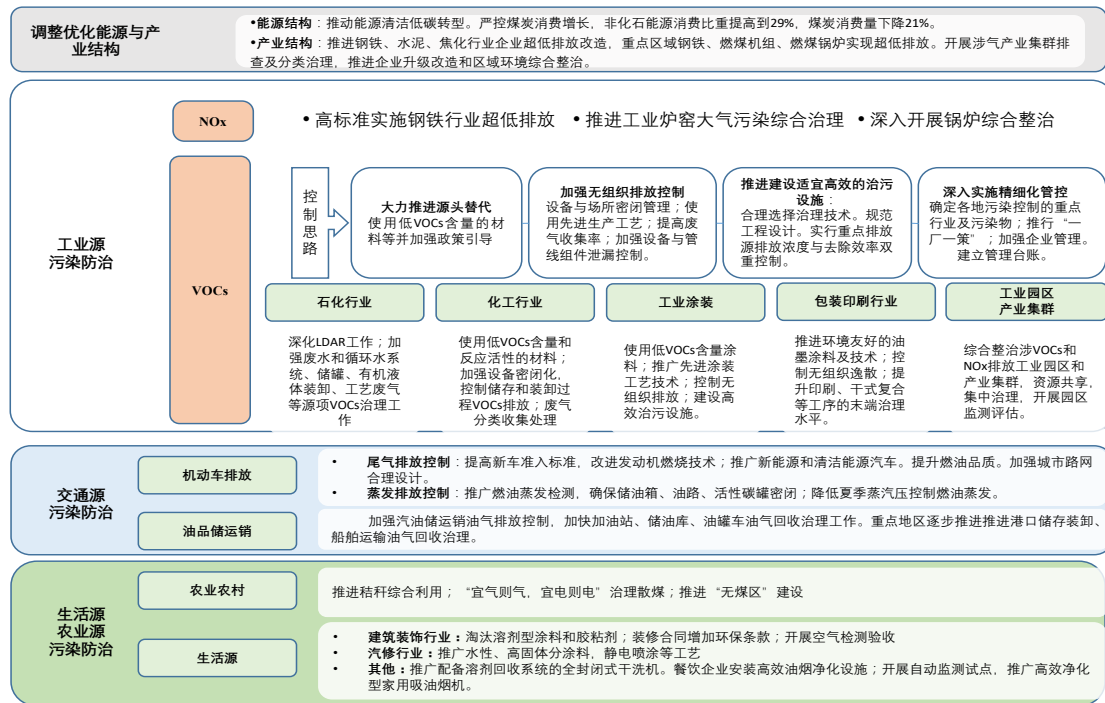 调整优化能源与产
业结构
•能源结构：推动能源清洁低碳转型。严控煤炭消费增长，非化石能源消费比重提高到29%，煤炭消费量下降21%。
•产业结构：推进钢铁、水泥、焦化行业企业超低排放改造，重点区域钢铁、燃煤机组、燃煤锅炉实现超低排放。开展涉气产业集群排
查及分类治理，推进企业升级改造和区域环境综合整治。
工业源
污染防治
NOx
•高标准实施钢铁行业超低排放 •推进工业炉窑大气污染综合治理 •深入开展锅炉综合整治
VOCs
控
制
思
路
大力推进源头替代
使用低VOCs含量的材
料等并加强政策引导
加强无组织排放控制
设备与场所密闭管理；使
用先进生产工艺；提高废
气收集率；加强设备与管
线组件泄漏控制。
推进建设适宜高效的治污
设施：
合理选择治理技术。规范
工程设计。实行重点排放
源排放浓度与去除效率双
重控制。
深入实施精细化管控
确定各地污染控制的重点
行业及污染物；推行“一
厂一策”；加强企业管理。
建立管理台账。
石化行业
深化LDAR工作；加
强废水和循环水系
统、储罐、有机液
体装卸、工艺废气
等源项VOCs治理工
作
化工行业
使用低VOCs含量和
反应活性的材料；
加强设备密闭化，
控制储存和装卸过
程VOCs排放；废气
分类收集处理
工业涂装
使用低VOCs含量涂
料；推广先进涂装
工艺技术；控制无
组织排放；建设高
效治污设施。
包装印刷行业
推进环境友好的油
墨涂料及技术；控
制无组织逸散；提
升印刷、干式复合
等工序的末端治理
水平。
工业园区
产业集群
综合整治涉VOCs和
NOx排放工业园区和
产业集群，资源共享，
集中治理，开展园区
监测评估。
交通源
污染防治
机动车排放
• 尾气排放控制：提高新车准入标准，改进发动机燃烧技术；推广新能源和清洁能源汽车。提升燃油品质。加强城市路网
合理设计。
• 蒸发排放控制：推广燃油蒸发检测，确保储油箱、油路、活性碳罐密闭；降低夏季蒸汽压控制燃油蒸发。
油品储运销
加强汽油储运销油气排放控制，加快加油站、储油库、油罐车油气回收治理工作。重点地区逐步推进推进港口储存装卸、
船舶运输油气回收治理。
生活源
农业源
污染防治
农业农村
推进秸秆综合利用；“宜气则气，宜电则电”治理散煤；推进“无煤区”建设
生活源
• 建筑装饰行业：淘汰溶剂型涂料和胶粘剂；装修合同增加环保条款；开展空气检测验收
• 汽修行业：推广水性、高固体分涂料，静电喷涂等工艺
• 其他：推广配备溶剂回收系统的全封闭式干洗机。餐饮企业安装高效油烟净化设施；开展自动监测试点，推广高效净化
型家用吸油烟机。